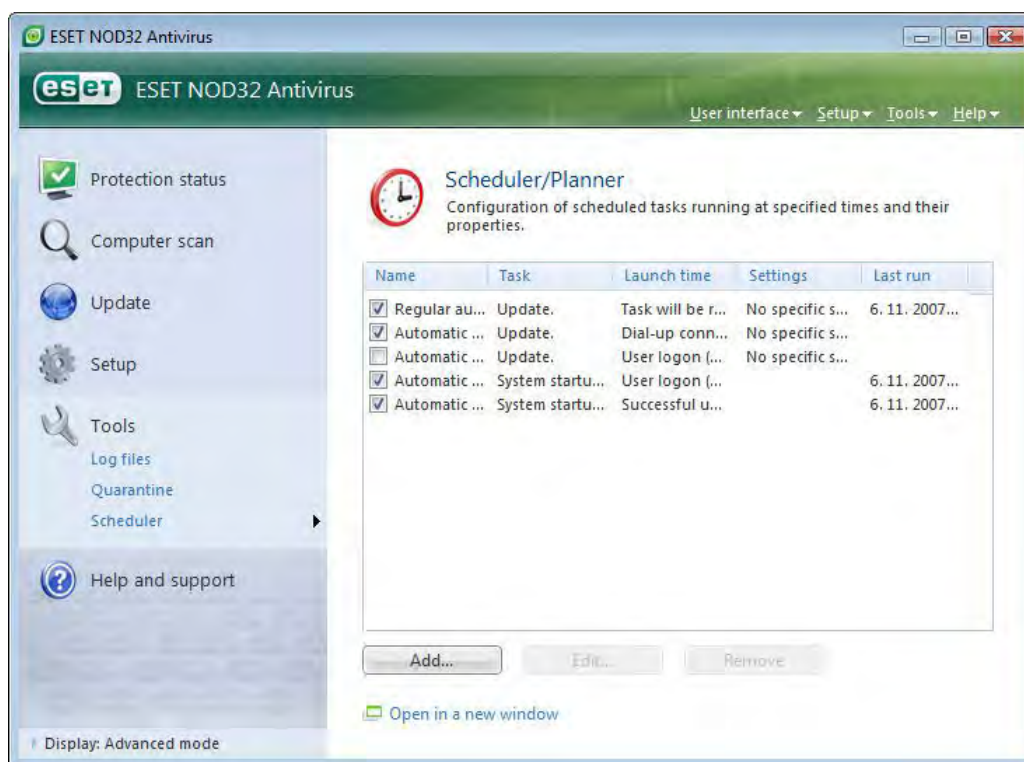 ESET NOD32 Antivirus
eset ESET NOD32 Antivirus
User interface Setup Tools Help
Protection status
Computer scan
Update
Setup
Tools
Log files
Quarantine
Scheduler
Help and support
Display: Advanced mode
Scheduler/Planner
Configuration of scheduled tasks running at specified times and their
properties.
Name Task Launch time Settings Last run
Regular au... Update. Task will be r... No specific s... 6. 11. 2007...
Automatic ... Update. Dial-up conn... No specific s...
Automatic ... Update. User logon (... No specific s...
Automatic ... System startu... User logon (... 6. 11. 2007...
Automatic ... System startu... Successful u... 6. 11. 2007...
Add... Edit... Remove
Open in a new window